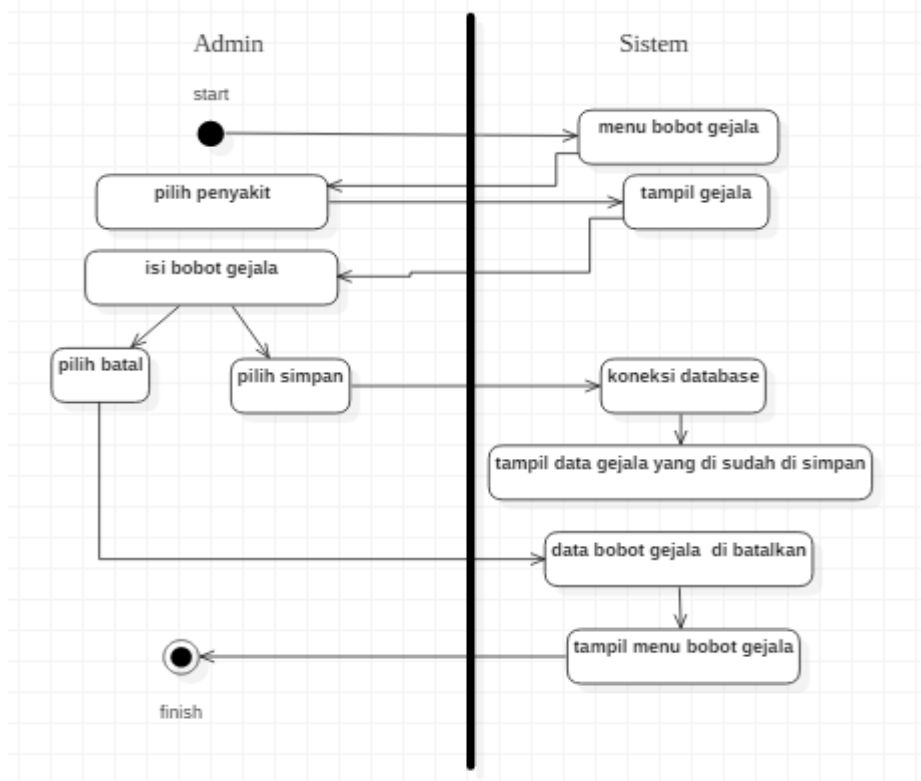 Admin
Sistem
start
menu bobot gejala
pilih penyakit
tampil gejala
isi bobot gejala
pilih batal
pilih simpan
koneksi database
tampil data gejala yang di sudah di simpan
data bobot gejala  di batalkan
tampil menu bobot gejala
finish